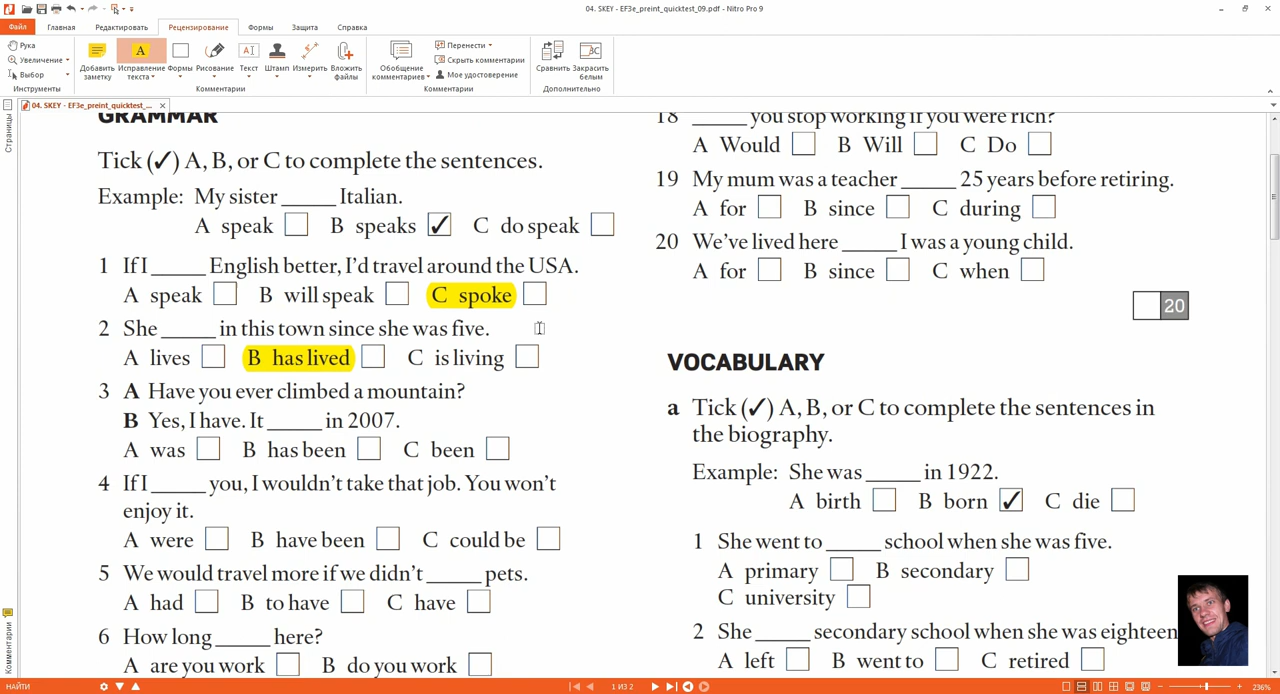 04. SKEY - EF3e_preint_quicktest_09.pdf - Nitro Pro 9
Файл Главная Редактировать Рецензирование Формы Защита Справка
Рука
Увеличение
Выбор
Инструменты
Добавить заметку
Исправление текста
Формы
Рисование
Текст
Штамп
Измерить
Вложить файлы
Комментарии
Обобщение комментариев
Перенести
Скрыть комментарии
Мое удостоверение
Комментарии
Сравнить
Закрасить белым
Дополнительно
04. SKEY - EF3e_preint_quicktest_...
Страницы
Комментарии
GRAMMAR
Tick (✓) A, B, or C to complete the sentences.
Example: My sister _____ Italian.
A speak B speaks ✓ C do speak
1 If I _____ English better, I’d travel around the USA.
A speak B will speak C spoke
2 She _____ in this town since she was five.
A lives B has lived C is living
3 A Have you ever climbed a mountain?
B Yes, I have. It _____ in 2007.
A was B has been C been
4 If I _____ you, I wouldn’t take that job. You won’t
enjoy it.
A were B have been C could be
5 We would travel more if we didn’t _____ pets.
A had B to have C have
6 How long _____ here?
A are you work B do you work
18 _____ you stop working if you were rich?
A Would B Will C Do
19 My mum was a teacher _____ 25 years before retiring.
A for B since C during
20 We’ve lived here _____ I was a young child.
A for B since C when
20
VOCABULARY
a Tick (✓) A, B, or C to complete the sentences in
the biography.
Example: She was _____ in 1922.
A birth B born ✓ C die
1 She went to _____ school when she was five.
A primary B secondary
C university
2 She _____ secondary school when she was eighteen
A left B went to C retired
НАЙТИ
1 ИЗ 2
236%